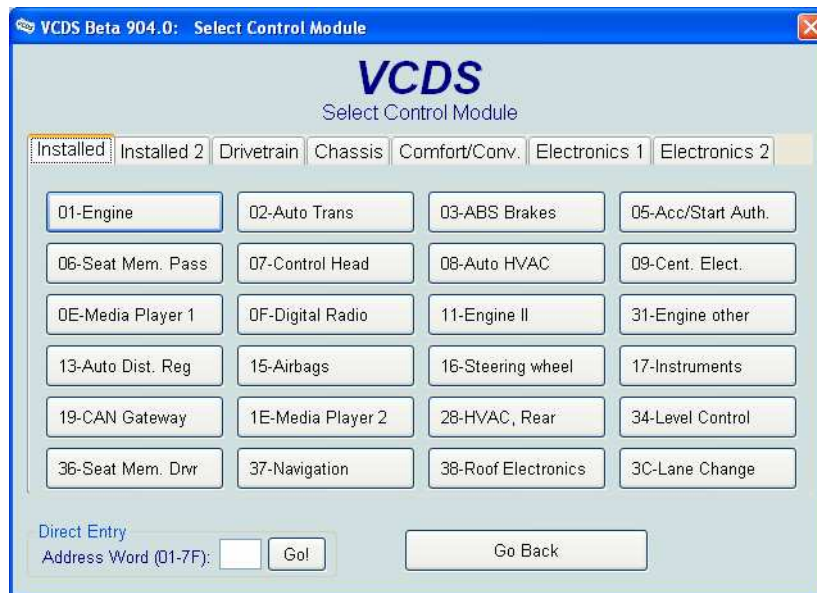 VCDS Beta 904.0: Select Control Module
VCDS
Select Control Module
Installed Installed 2 Drivetrain Chassis Comfort/Conv. Electronics 1 Electronics 2
01-Engine 02-Auto Trans 03-ABS Brakes 05-Acc/Start Auth.
06-Seat Mem. Pass 07-Control Head 08-Auto HVAC 09-Cent. Elect.
0E-Media Player 1 0F-Digital Radio 11-Engine II 31-Engine other
13-Auto Dist. Reg 15-Airbags 16-Steering wheel 17-Instruments
19-CAN Gateway 1E-Media Player 2 28-HVAC, Rear 34-Level Control
36-Seat Mem. Drvr 37-Navigation 38-Roof Electronics 3C-Lane Change
Direct Entry
Address Word (01-7F): Go! Go Back